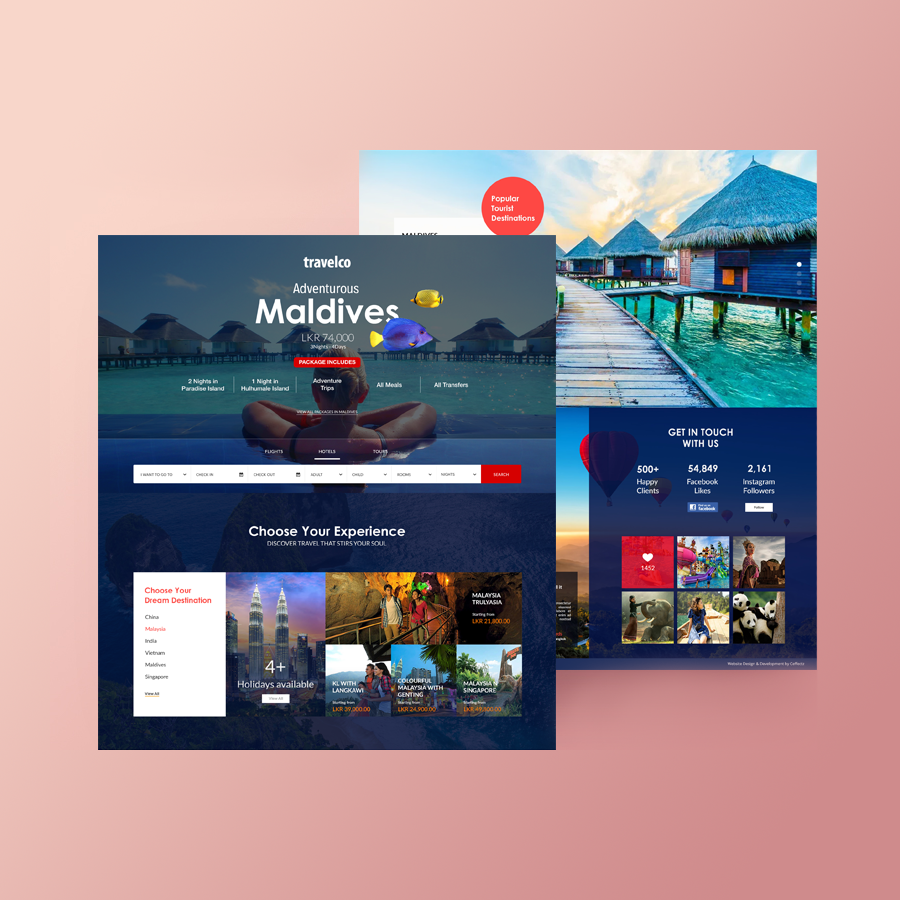 Popular
Tourist
Destinations
MALDIVES
travelco
Adventurous
Maldives
LKR 74,000
3Nights - 4Days
PACKAGE INCLUDES
2 Nights in
Paradise Island
1 Night in
Hulhumale Island
Adventure
Trips
All Meals
All Transfers
VIEW ALL PACKAGES IN MALDIVES
FLIGHTS
HOTELS
TOURS
I WANT TO GO TO
CHECK IN
CHECK OUT
ADULT
CHILD
ROOMS
NIGHTS
SEARCH
Choose Your Experience
DISCOVER TRAVEL THAT STIRS YOUR SOUL.
Choose Your
Dream Destination
China
Malaysia
India
Vietnam
Maldives
Singapore
View All
4+
Holidays available
View All
MALAYSIA
TRULYASIA
Starting From
LKR 21,800.00
KL WITH
LANGKAWI
Starting from
LKR 39,000.00
COLOURFUL
MALAYSIA WITH
GENTING
Starting from
LKR 24,900.00
MALAYSIA N
SINGAPORE
Starting from
LKR 49,500.00
GET IN TOUCH
WITH US
500+
Happy
Clients
54,849
Facebook
Likes
Find us on
Facebook
2,161
Instagram
Followers
Follow
1452
Website Design & Development by